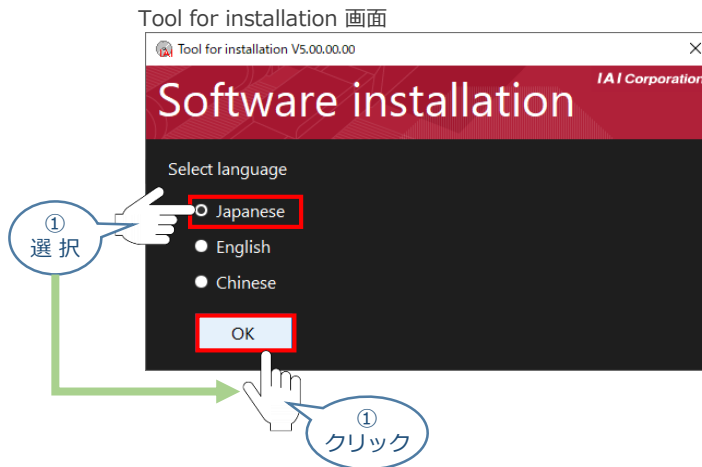 Tool for installation 画面
Tool for installation V5.00.00.00
IAI Corporation
Software installation
Select language
Japanese
①
選 択
English
Chinese
OK
①
クリック